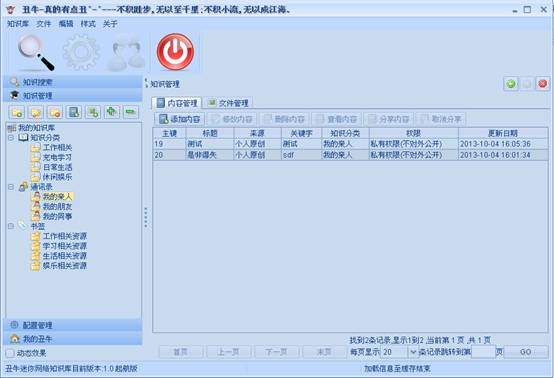 丑牛-真的有点丑^-^----不积跬步,无以至千里;不积小流,无以成江海。
知识库 文件 编辑 样式 关于
知识搜索
知识管理
知识管理
内容管理 文件管理
添加内容 修改内容 删除内容 查看内容 分享内容 取消分享
主键 标题 来源 关键字 知识分类 权限 更新日期
19 测试 个人原创 测试 我的亲人 私有权限(不对外公开) 2013-10-04 16:05:36
20 是非得失 个人原创 sdf 我的亲人 私有权限(不对外公开) 2013-10-04 16:01:34
我的知识库
知识分类
工作相关
充电学习
日常生活
休闲娱乐
通讯录
我的亲人
我的朋友
我的同事
书签
工作相关资源
学习相关资源
生活相关资源
娱乐相关资源
配置管理
我的丑牛
动态效果
找到2条记录,显示1到2,当前第 1 页 ,共 1 页
首页 上一页 下一页 末页 每页显示 20 条记录跳转到第 页 GO
丑牛迷你网络知识库目前版本:1.0 起航版
加载信息至缓存结束